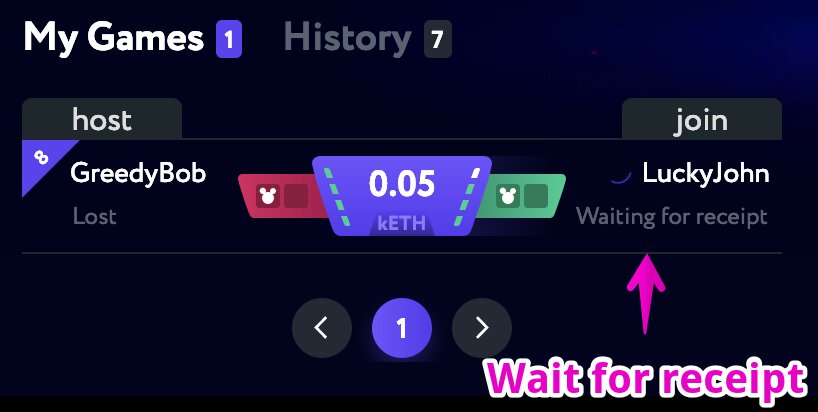 My Games 1 History 7
host join
8
GreedyBob 0.05 LuckyJohn
Lost kETH Waiting for receipt
1
Wait for receipt